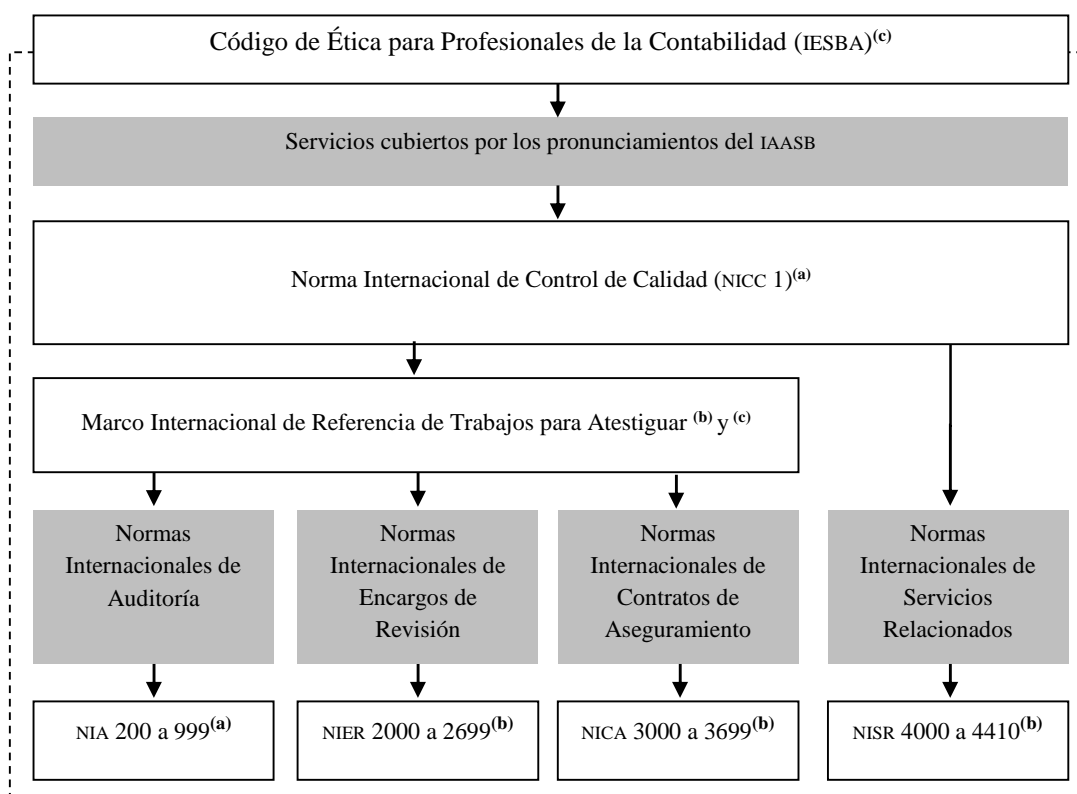 Código de Ética para Profesionales de la Contabilidad (IESBA)(c)
Servicios cubiertos por los pronunciamientos del IAASB
Norma Internacional de Control de Calidad (NICC 1)(a)
Marco Internacional de Referencia de Trabajos para Atestiguar (b) y (c)
Normas
Internacionales de
Auditoría
Normas
Internacionales de
Encargos de
Revisión
Normas
Internacionales de
Contratos de
Aseguramiento
Normas
Internacionales de
Servicios
Relacionados
NIA 200 a 999(a)
NIER 2000 a 2699(b)
NICA 3000 a 3699(b)
NISR 4000 a 4410(b)